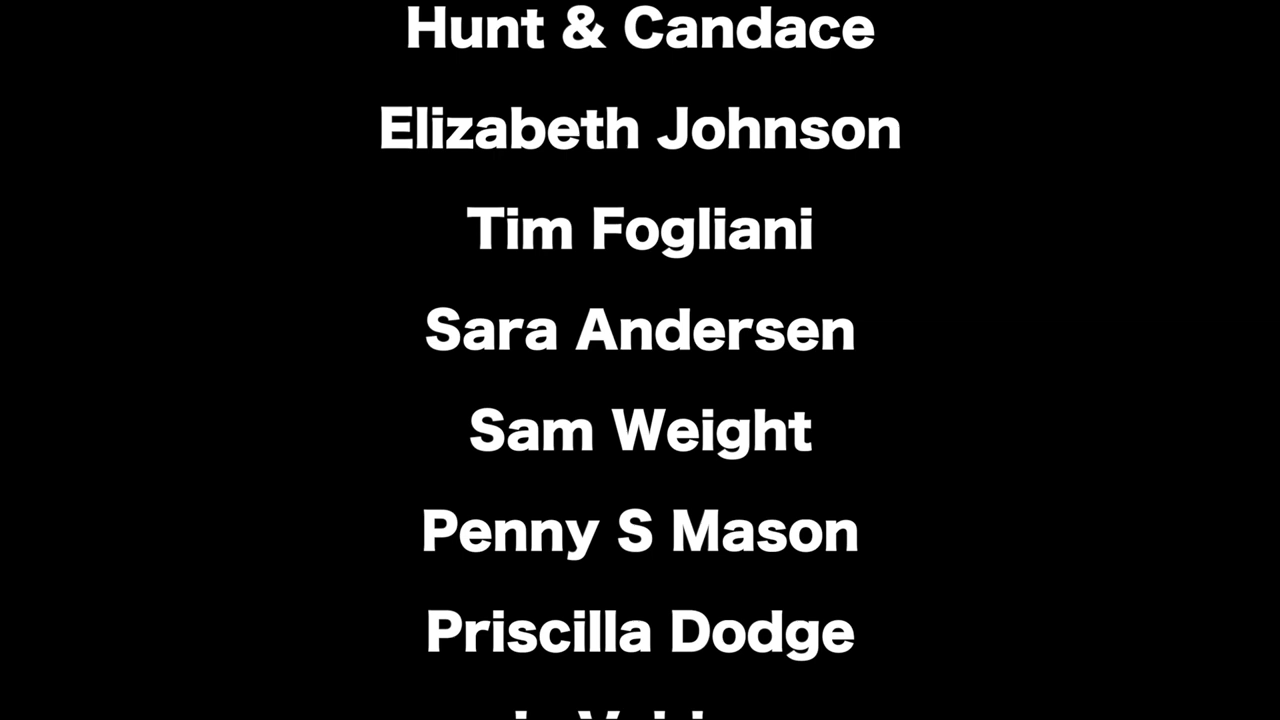 Hunt & Candace
Elizabeth Johnson
Tim Fogliani
Sara Andersen
Sam Weight
Penny S Mason
Priscilla Dodge